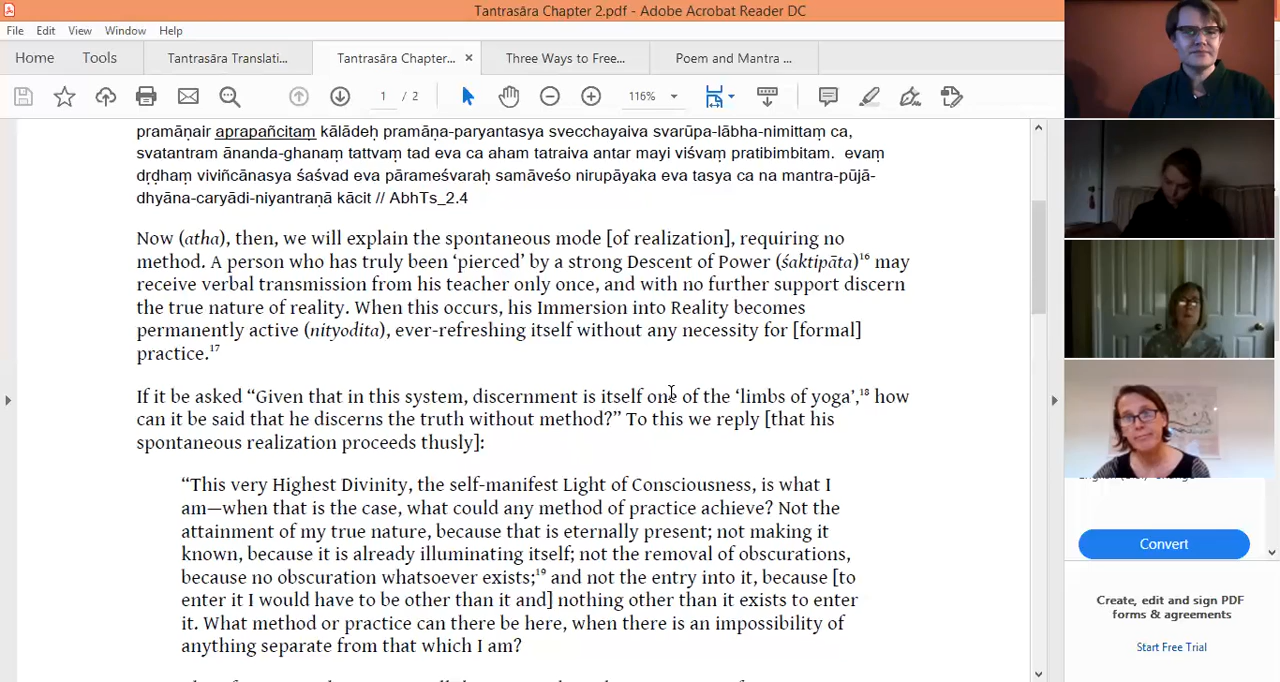 Tantrasāra Chapter 2.pdf - Adobe Acrobat Reader DC
File Edit View Window Help
Home Tools Tantrasāra Translati... Tantrasāra Chapter... × Three Ways to Free... Poem and Mantra ...
1 / 2 116%
pramāṇair aprapañcitam kālādeḥ pramāṇa-paryantasya svecchayaiva svarūpa-lābha-nimittaṃ ca,
svatantram ānanda-ghanaṃ tattvaṃ tad eva ca aham tatraiva antar mayi viśvaṃ pratibimbitam. evaṃ
dṛḍhaṃ viviñcānasya śaśvad eva pārameśvaraḥ samāveśo nirupāyaka eva tasya ca na mantra-pūjā-
dhyāna-caryādi-niyantraṇā kācit // AbhTs_2.4
Now (atha), then, we will explain the spontaneous mode [of realization], requiring no
method. A person who has truly been ‘pierced’ by a strong Descent of Power (śaktipāta)16 may
receive verbal transmission from his teacher only once, and with no further support discern
the true nature of reality. When this occurs, his Immersion into Reality becomes
permanently active (nityodita), ever-refreshing itself without any necessity for [formal]
practice.17
If it be asked “Given that in this system, discernment is itself one of the ‘limbs of yoga’,18 how
can it be said that he discerns the truth without method?” To this we reply [that his
spontaneous realization proceeds thusly]:
“This very Highest Divinity, the self-manifest Light of Consciousness, is what I
am—when that is the case, what could any method of practice achieve? Not the
attainment of my true nature, because that is eternally present; not making it
known, because it is already illuminating itself; not the removal of obscurations,
because no obscuration whatsoever exists;19 and not the entry into it, because [to
enter it I would have to be other than it and] nothing other than it exists to enter
it. What method or practice can there be here, when there is an impossibility of
anything separate from that which I am?
Convert
Create, edit and sign PDF
forms & agreements
Start Free Trial